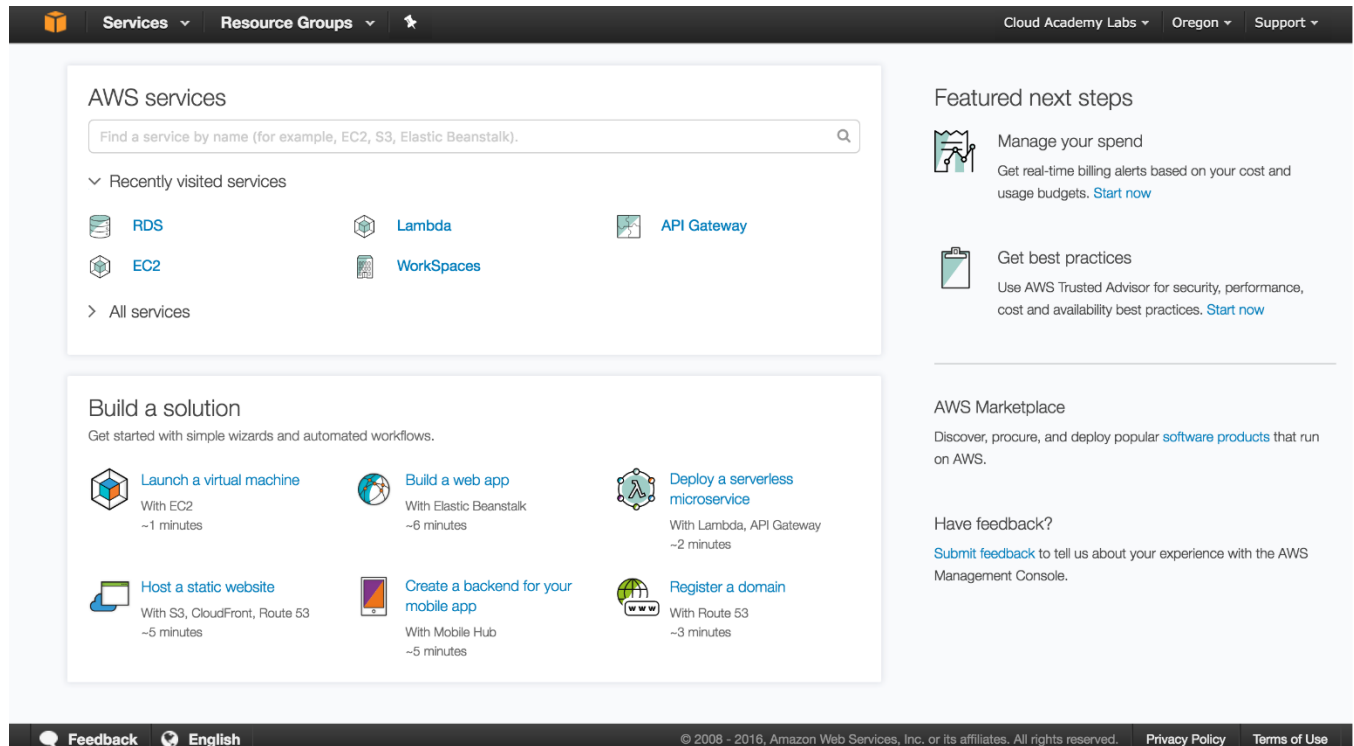 Services Resource Groups Cloud Academy Labs Oregon Support
AWS services
Find a service by name (for example, EC2, S3, Elastic Beanstalk).
Recently visited services
RDS Lambda API Gateway
EC2 WorkSpaces
All services
Build a solution
Get started with simple wizards and automated workflows.
Launch a virtual machine
With EC2
~1 minutes
Build a web app
With Elastic Beanstalk
~6 minutes
Deploy a serverless
microservice
With Lambda, API Gateway
~2 minutes
Host a static website
With S3, CloudFront, Route 53
~5 minutes
Create a backend for your
mobile app
With Mobile Hub
~5 minutes
Register a domain
With Route 53
~3 minutes
www
Featured next steps
Manage your spend
Get real-time billing alerts based on your cost and
usage budgets. Start now
Get best practices
Use AWS Trusted Advisor for security, performance,
cost and availability best practices. Start now
AWS Marketplace
Discover, procure, and deploy popular software products that run
on AWS.
Have feedback?
Submit feedback to tell us about your experience with the AWS
Management Console.
Feedback English © 2008 - 2016, Amazon Web Services, Inc. or its affiliates. All rights reserved. Privacy Policy Terms of Use